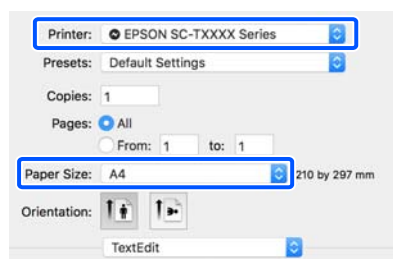 Printer: EPSON SC-TXXXX Series
Presets: Default Settings
Copies: 1
Pages: All
From: 1 to: 1
Paper Size: A4 210 by 297 mm
Orientation:
TextEdit